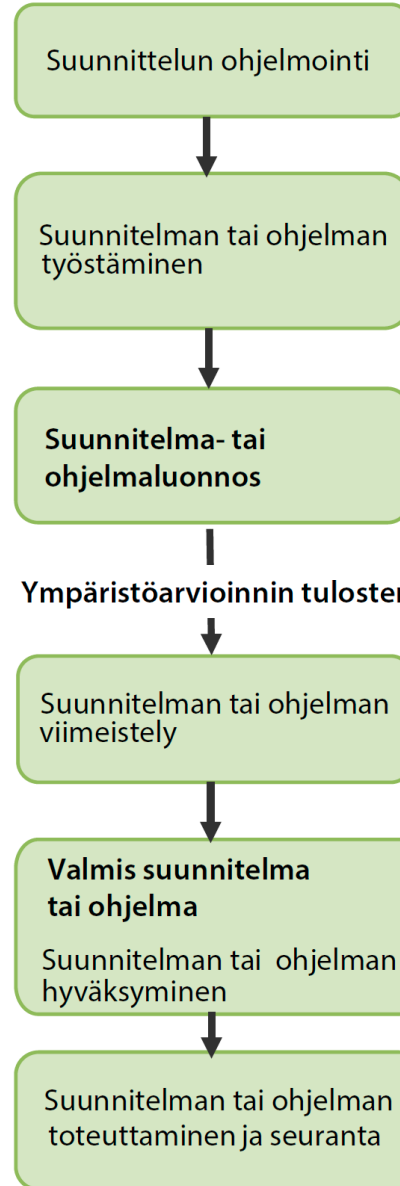 Suunnittelun ohjelmointi
Suunnitelman tai ohjelman
työstäminen
Suunnitelma- tai
ohjelmaluonnos
Ympäristöarvioinnin
Suunnitelman tai ohjelman
viimeistely
Valmis suunnitelma
tai ohjelma
Suunnitelman tai ohjelman
hyväksyminen
Suunnitelman tai ohjelman
toteuttaminen ja seuranta